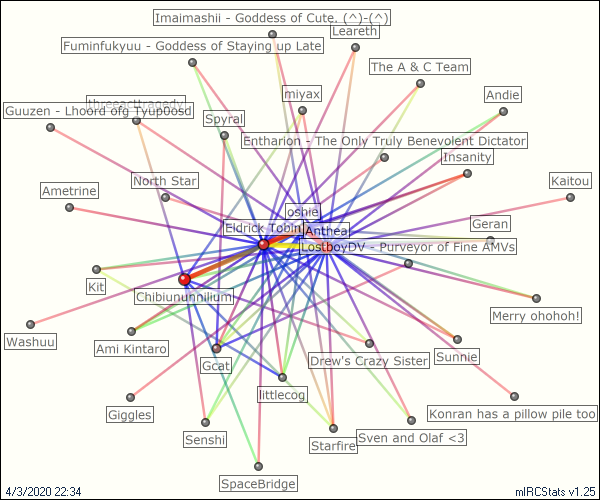 Imaimashii - Goddess of Cute. (^)-(^)
Leareth
Fuminfukyuu - Goddess of Staying up Late
The A & C Team
miyax
Andie
threeacttragedy
Guuzen - Lhoord ofg Tyup0osd
Spyral
Entharion - The Only Truly Benevolent Dictator
Insanity
North Star
Kaitou
Ametrine
oshie
Geran
Eldrick Tobin
Anthea
LostboyDV - Purveyor of Fine AMVs
Kit
Chibiununnilium
Merry ohohoh!
Washuu
Ami Kintaro
Gcat
Drew's Crazy Sister
Sunnie
littlecog
Giggles
Konran has a pillow pile too
Senshi
Starfire
Sven and Olaf <3
SpaceBridge
4/3/2020 22:34
mIRCStats v1.25